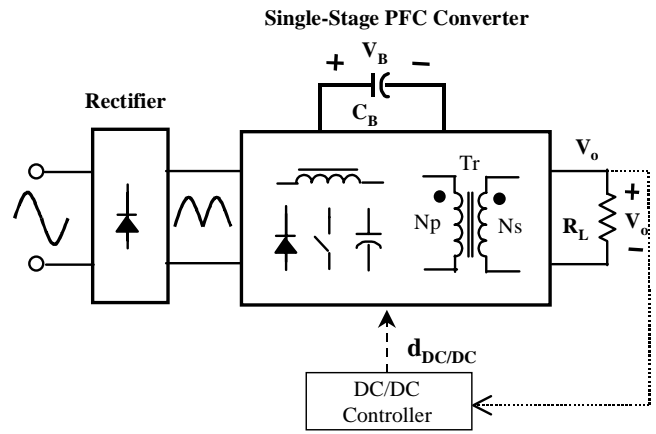 Single-Stage PFC Converter
+ V_B −
C_B
Rectifier
Tr
Np Ns
V_o
R_L
+
V_o
−
d_DC/DC
DC/DC
Controller